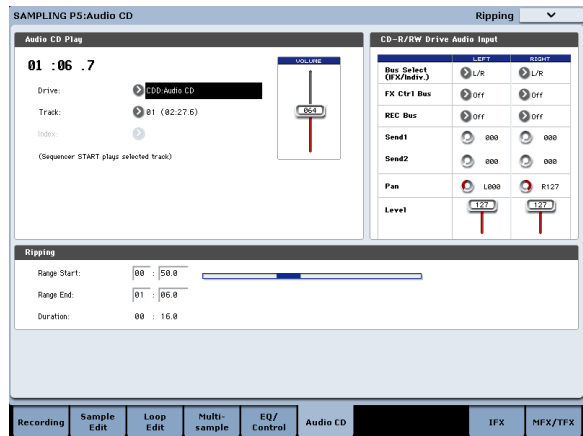 SAMPLING P5:Audio CD
Ripping
Audio CD Play
01 :06 .7
VOLUME
Drive:
CDD:Audio CD
064
Track:
01 (02:27.6)
Index:
(Sequencer START plays selected track)
CD-R/RW Drive Audio Input
LEFT
RIGHT
Bus Select
(IFX/Indiv.)
L/R
L/R
FX Ctrl Bus
Off
Off
REC Bus
Off
Off
Send1
000
000
Send2
000
000
Pan
L000
R127
Level
127
127
Ripping
Range Start:
00 : 50.0
Range End:
01 : 06.0
Duration:
00 : 16.0
Recording
Sample
Edit
Loop
Edit
Multi-
sample
EQ/
Control
Audio CD
IFX
MFX/TFX